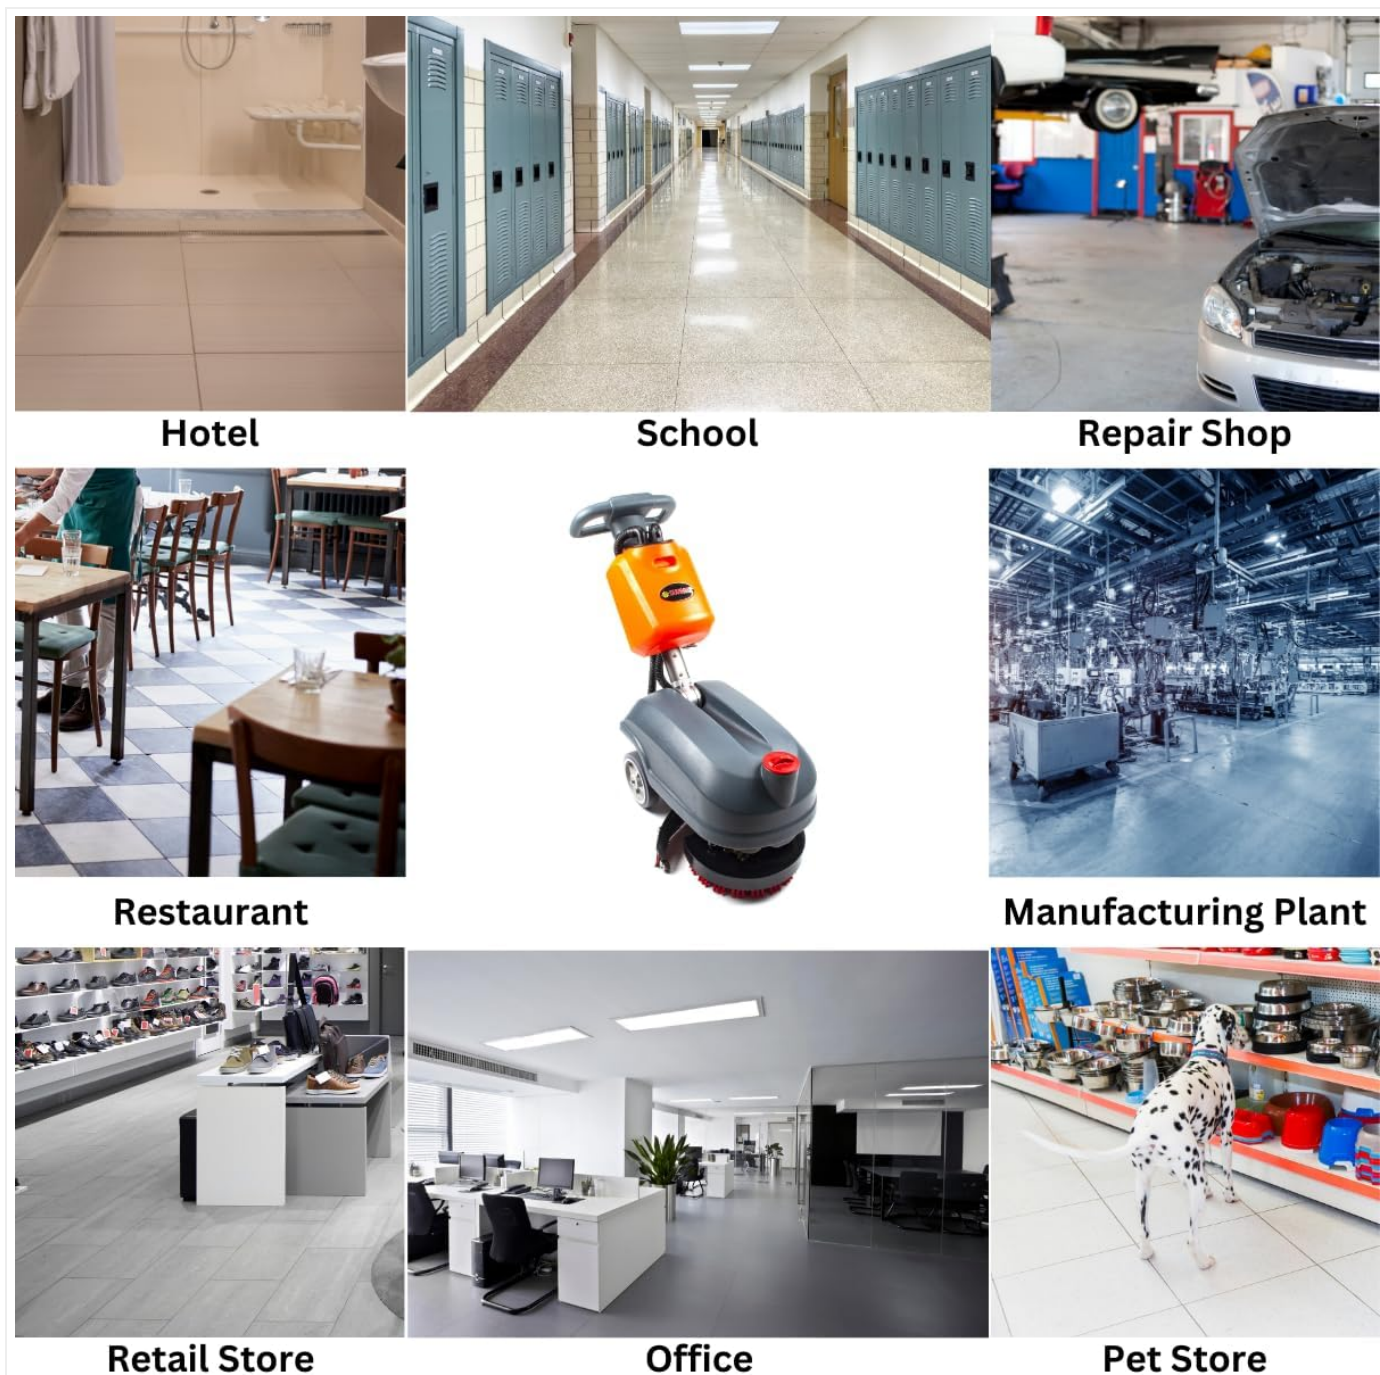 Hotel
School
Repair Shop
Restaurant
Manufacturing Plant
Retail Store
Office
Pet Store